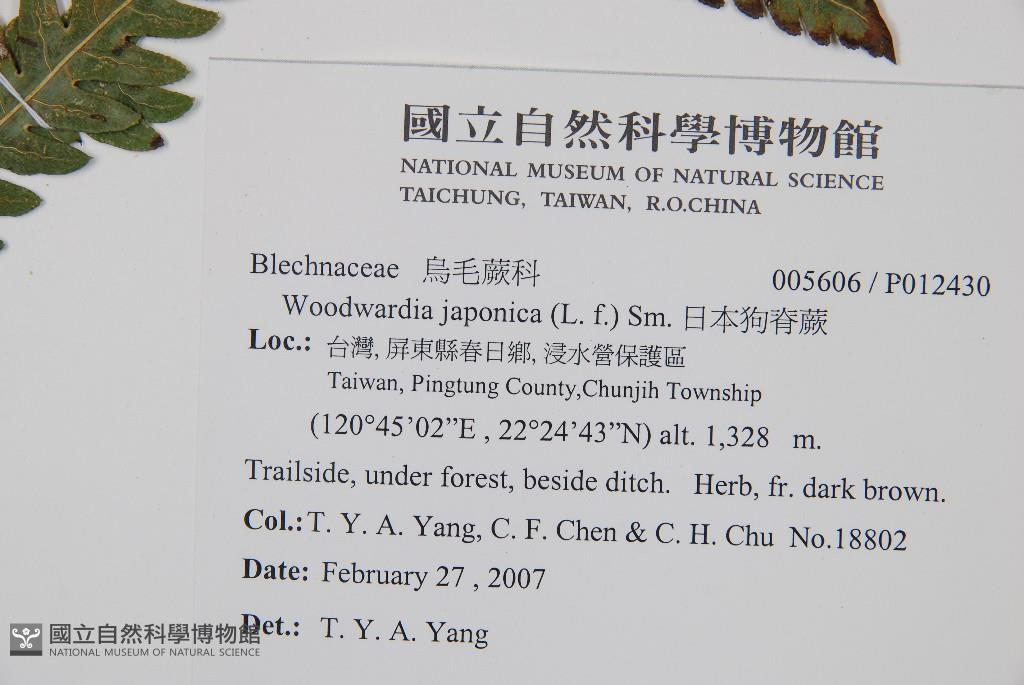 國立自然科學博物館
NATIONAL MUSEUM OF NATURAL SCIENCE
TAICHUNG, TAIWAN, R.O.CHINA
Blechnaceae 烏毛蕨科 005606 / P012430
Woodwardia japonica (L. f.) Sm. 日本狗脊蕨
Loc.: 台灣, 屏東縣春日鄉, 浸水營保護區
Taiwan, Pingtung County,Chunjih Township
(120°45’02”E , 22°24’43”N) alt. 1,328 m.
Trailside, under forest, beside ditch. Herb, fr. dark brown.
Col.:T. Y. A. Yang, C. F. Chen & C. H. Chu No.18802
Date: February 27 , 2007
Det.: T. Y. A. Yang
國立自然科學博物館
NATIONAL MUSEUM OF NATURAL SCIENCE